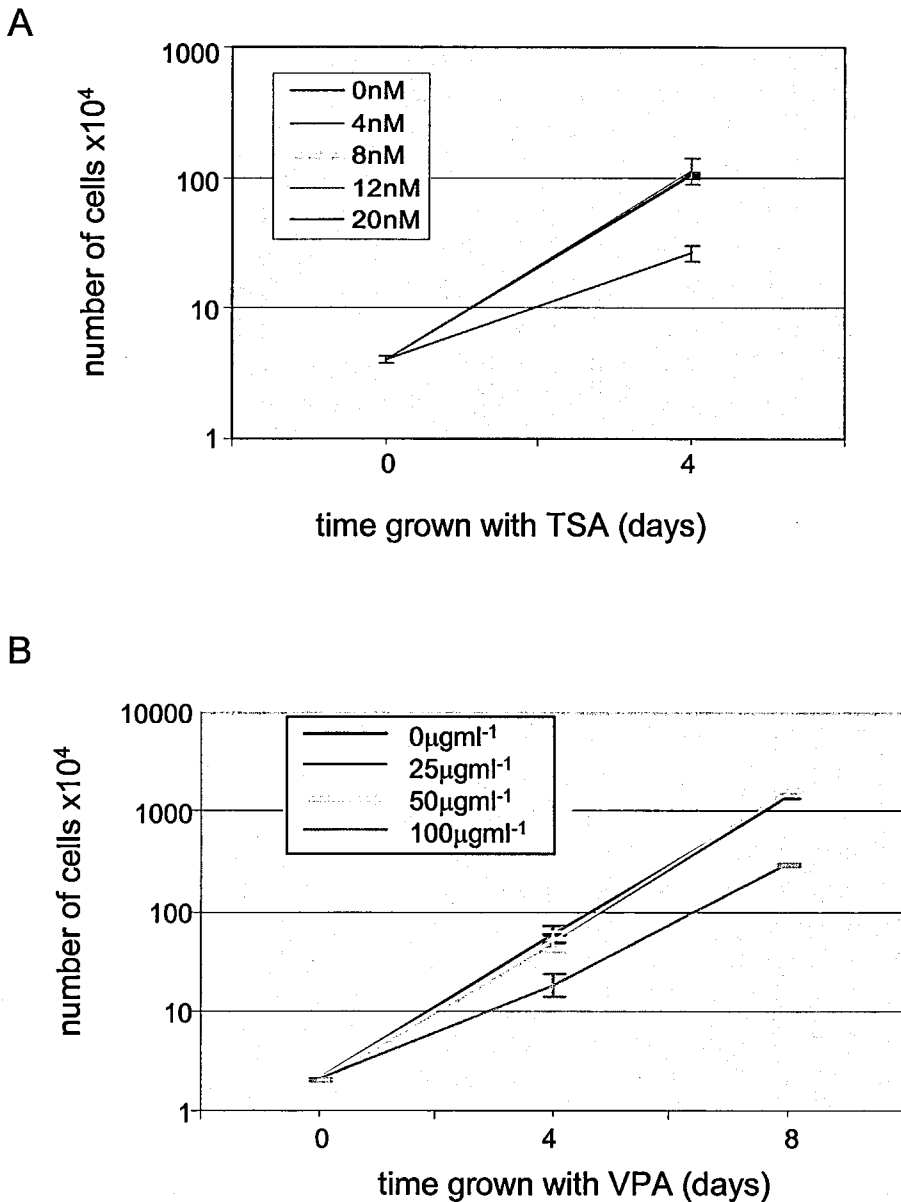 A
1000
100
10
1
number of cells x10⁴
0nM
4nM
8nM
12nM
20nM
0
4
time grown with TSA (days)
B
10000
1000
100
10
1
number of cells x10⁴
0µgml⁻¹
25µgml⁻¹
50µgml⁻¹
100µgml⁻¹
0
4
8
time grown with VPA (days)